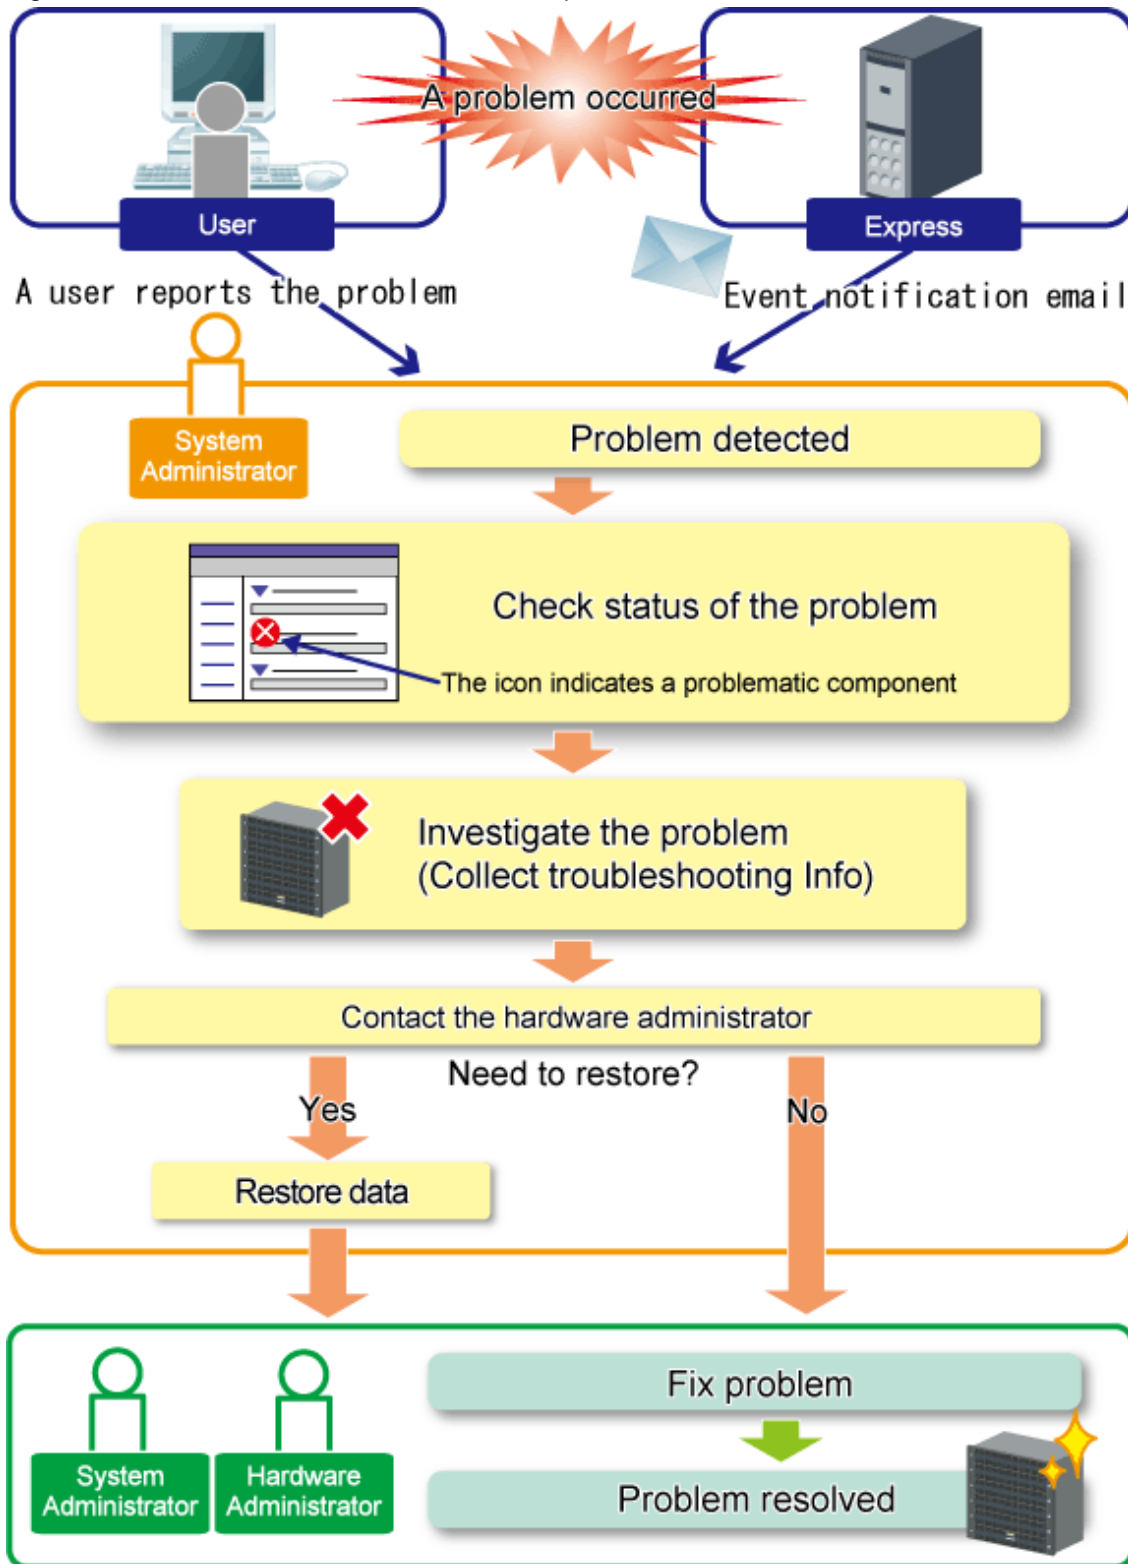 A problem occurred
User
Express
A user reports the problem
Event notification email
System
Administrator
Problem detected
Check status of the problem
The icon indicates a problematic component
Investigate the problem
(Collect troubleshooting Info)
Contact the hardware administrator
Need to restore?
Yes
No
Restore data
Fix problem
System
Administrator
Hardware
Administrator
Problem resolved